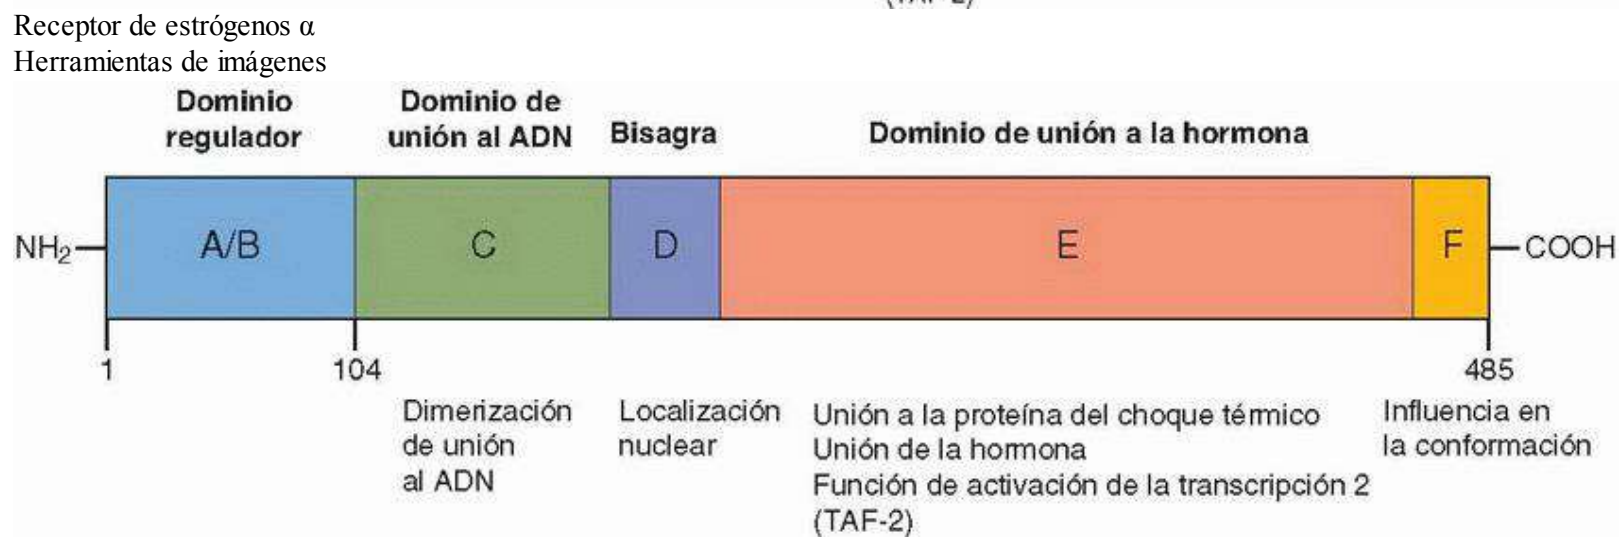 (TAF-2)
Receptor de estrógenos α
Herramientas de imágenes
Dominio
regulador
Dominio de
unión al ADN
Bisagra
Dominio de unión a la hormona
NH₂
A/B
C
D
E
F
COOH
1
104
485
Dimerización
de unión
al ADN
Localización
nuclear
Unión a la proteína del choque térmico
Unión de la hormona
Función de activación de la transcripción 2
(TAF-2)
Influencia en
la conformación